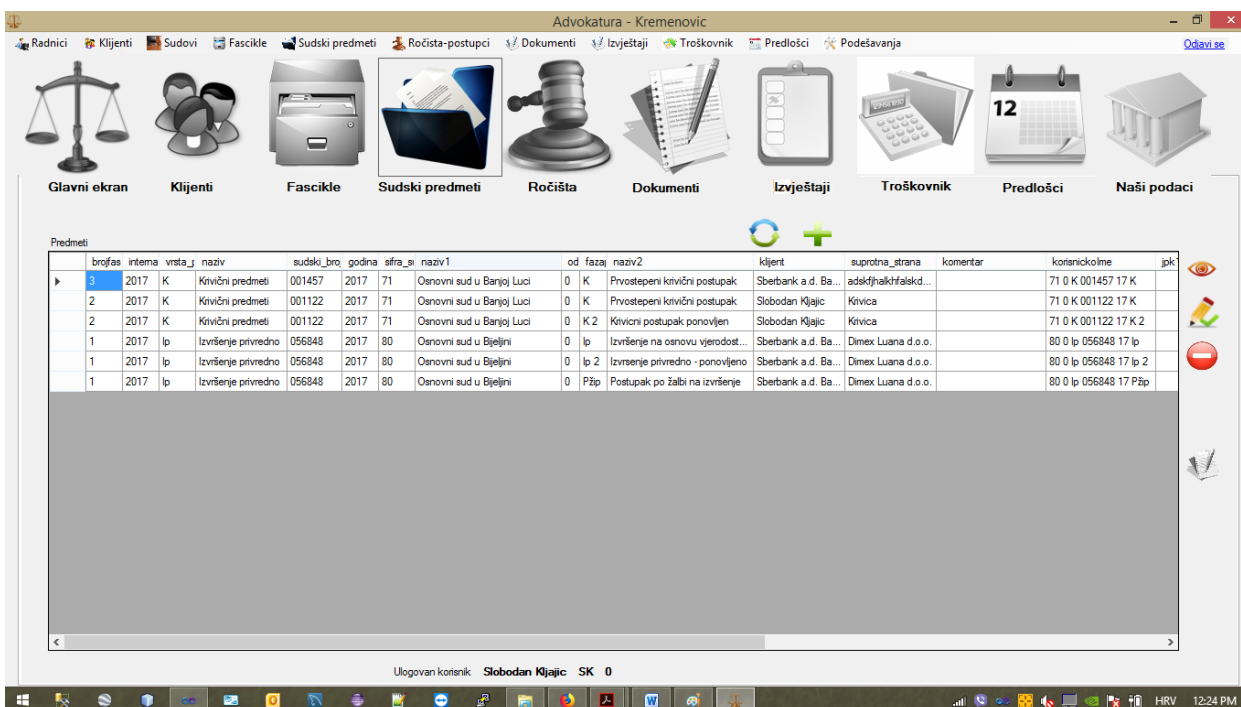 Advokatura - Kremenovic
Radnici Klijenti Sudovi Fascikle Sudski predmeti Ročista-postupci Dokumenti Izvještaji Troškovnik Predlošci Podešavanja Odjavi se
12
Glavni ekran Klijenti Fascikle Sudski predmeti Ročišta Dokumenti Izvještaji Troškovnik Predlošci Naši podaci
Predmeti
brojfas interna vrsta_p naziv sudski_broj godina sifra_su naziv1 od fazap naziv2 klijent suprotna_strana komentar korisnickoIme jpk
3 2017 K Krivični predmeti 001457 2017 71 Osnovni sud u Banjoj Luci 0 K Prvostepeni krivični postupak Sberbank a.d. Ba... adskfjhalkhfalskd... 71 0 K 001457 17 K
2 2017 K Krivični predmeti 001122 2017 71 Osnovni sud u Banjoj Luci 0 K Prvostepeni krivični postupak Slobodan Kljajic Krivica 71 0 K 001122 17 K
2 2017 K Krivični predmeti 001122 2017 71 Osnovni sud u Banjoj Luci 0 K 2 Krivicni postupak ponovljen Slobodan Kljajic Krivica 71 0 K 001122 17 K 2
1 2017 Ip Izvršenje privredno 056848 2017 80 Osnovni sud u Bijeljini 0 Ip Izvršenje na osnovu vjerodost... Sberbank a.d. Ba... Dimex Luana d.o.o. 80 0 Ip 056848 17 Ip
1 2017 Ip Izvršenje privredno 056848 2017 80 Osnovni sud u Bijeljini 0 Ip 2 Izvrsenje privredno - ponovljeno Sberbank a.d. Ba... Dimex Luana d.o.o. 80 0 Ip 056848 17 Ip 2
1 2017 Ip Izvršenje privredno 056848 2017 80 Osnovni sud u Bijeljini 0 Pžip Postupak po žalbi na izvršenje Sberbank a.d. Ba... Dimex Luana d.o.o. 80 0 Ip 056848 17 Pžip
Ulogovan korisnik Slobodan Kljajic SK 0
HRV 12:24 PM